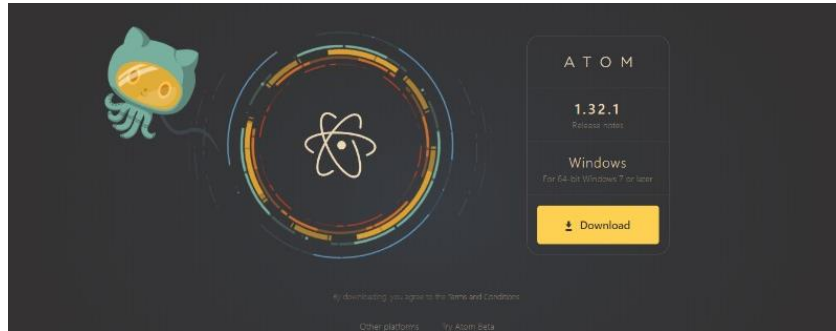 ATOM
1.32.1
Release notes
Windows
For 64-bit Windows 7 or later
Download
By downloading, you agree to the Terms and Conditions
Other platforms Try Atom Beta